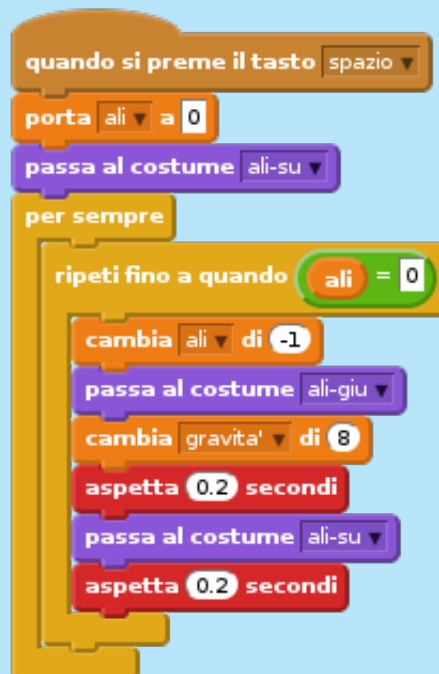 quando si preme il tasto spazio
porta ali a 0
passa al costume ali-su
per sempre
ripeti fino a quando ali = 0
cambia ali di -1
passa al costume ali-giu
cambia gravita' di 8
aspetta 0.2 secondi
passa al costume ali-su
aspetta 0.2 secondi